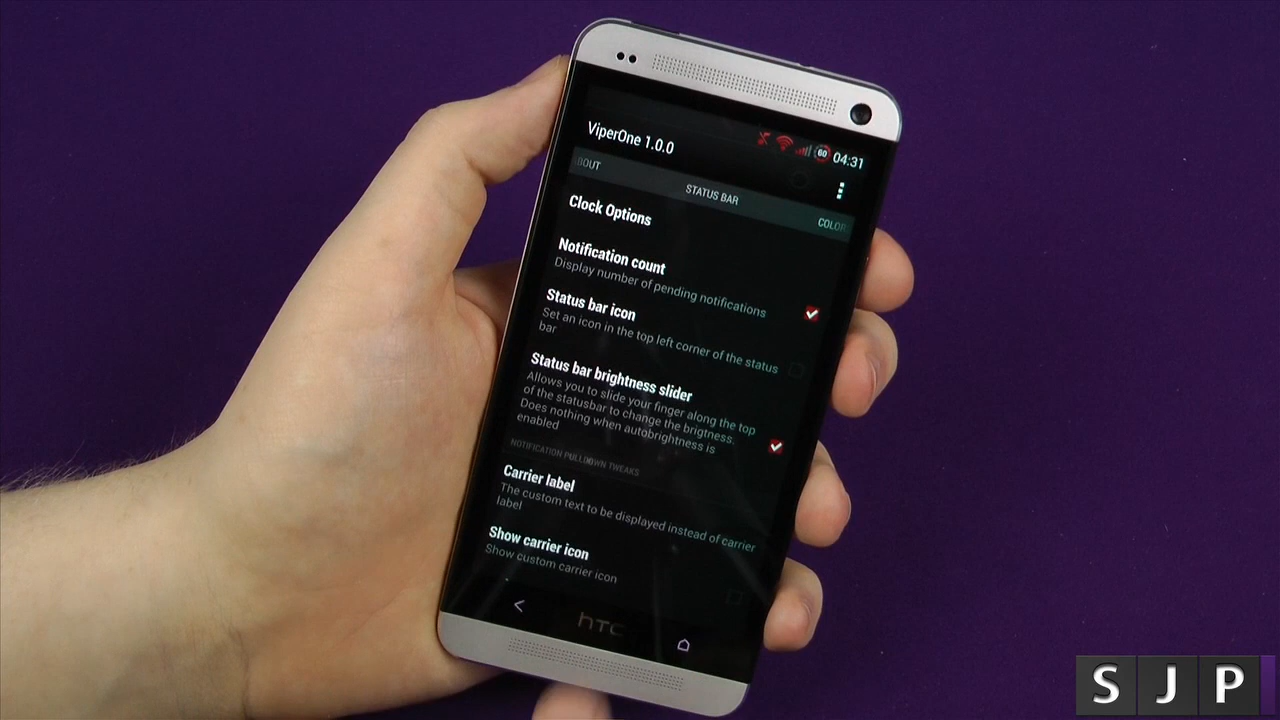 ViperOne 1.0.0
60 04:31
BOUT
STATUS BAR
COLOR
Clock Options
Notification count
Display number of pending notifications
Status bar icon
Set an icon in the top left corner of the status
bar
Status bar brightness slider
Allows you to slide your finger along the top
of the statusbar to change the brigtness.
Does nothing when autobrightness is
enabled
NOTIFICATION PULLDOWN TWEAKS
Carrier label
The custom text to be displayed instead of carrier
label
Show carrier icon
Show custom carrier icon
hTC
SJP